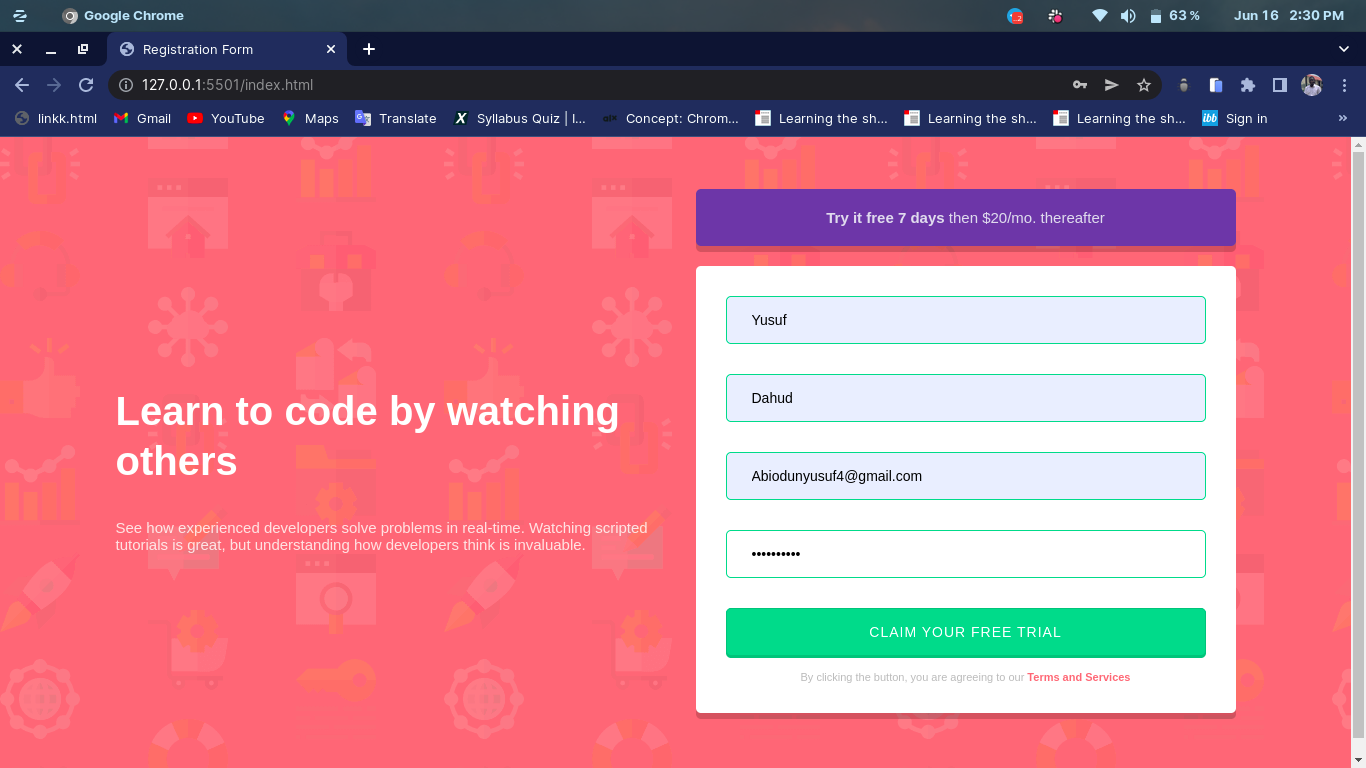 Google Chrome
63 %
Jun 16 2:30 PM
Registration Form
127.0.0.1:5501/index.html
linkk.html
Gmail
YouTube
Maps
Translate
Syllabus Quiz | I...
Concept: Chrom...
Learning the sh...
Learning the sh...
Learning the sh...
ibb
Sign in
»
Try it free 7 days then $20/mo. thereafter
Learn to code by watching
others
See how experienced developers solve problems in real-time. Watching scripted
tutorials is great, but understanding how developers think is invaluable.
Yusuf
Dahud
Abiodunyusuf4@gmail.com
••••••••••
CLAIM YOUR FREE TRIAL
By clicking the button, you are agreeing to our Terms and Services